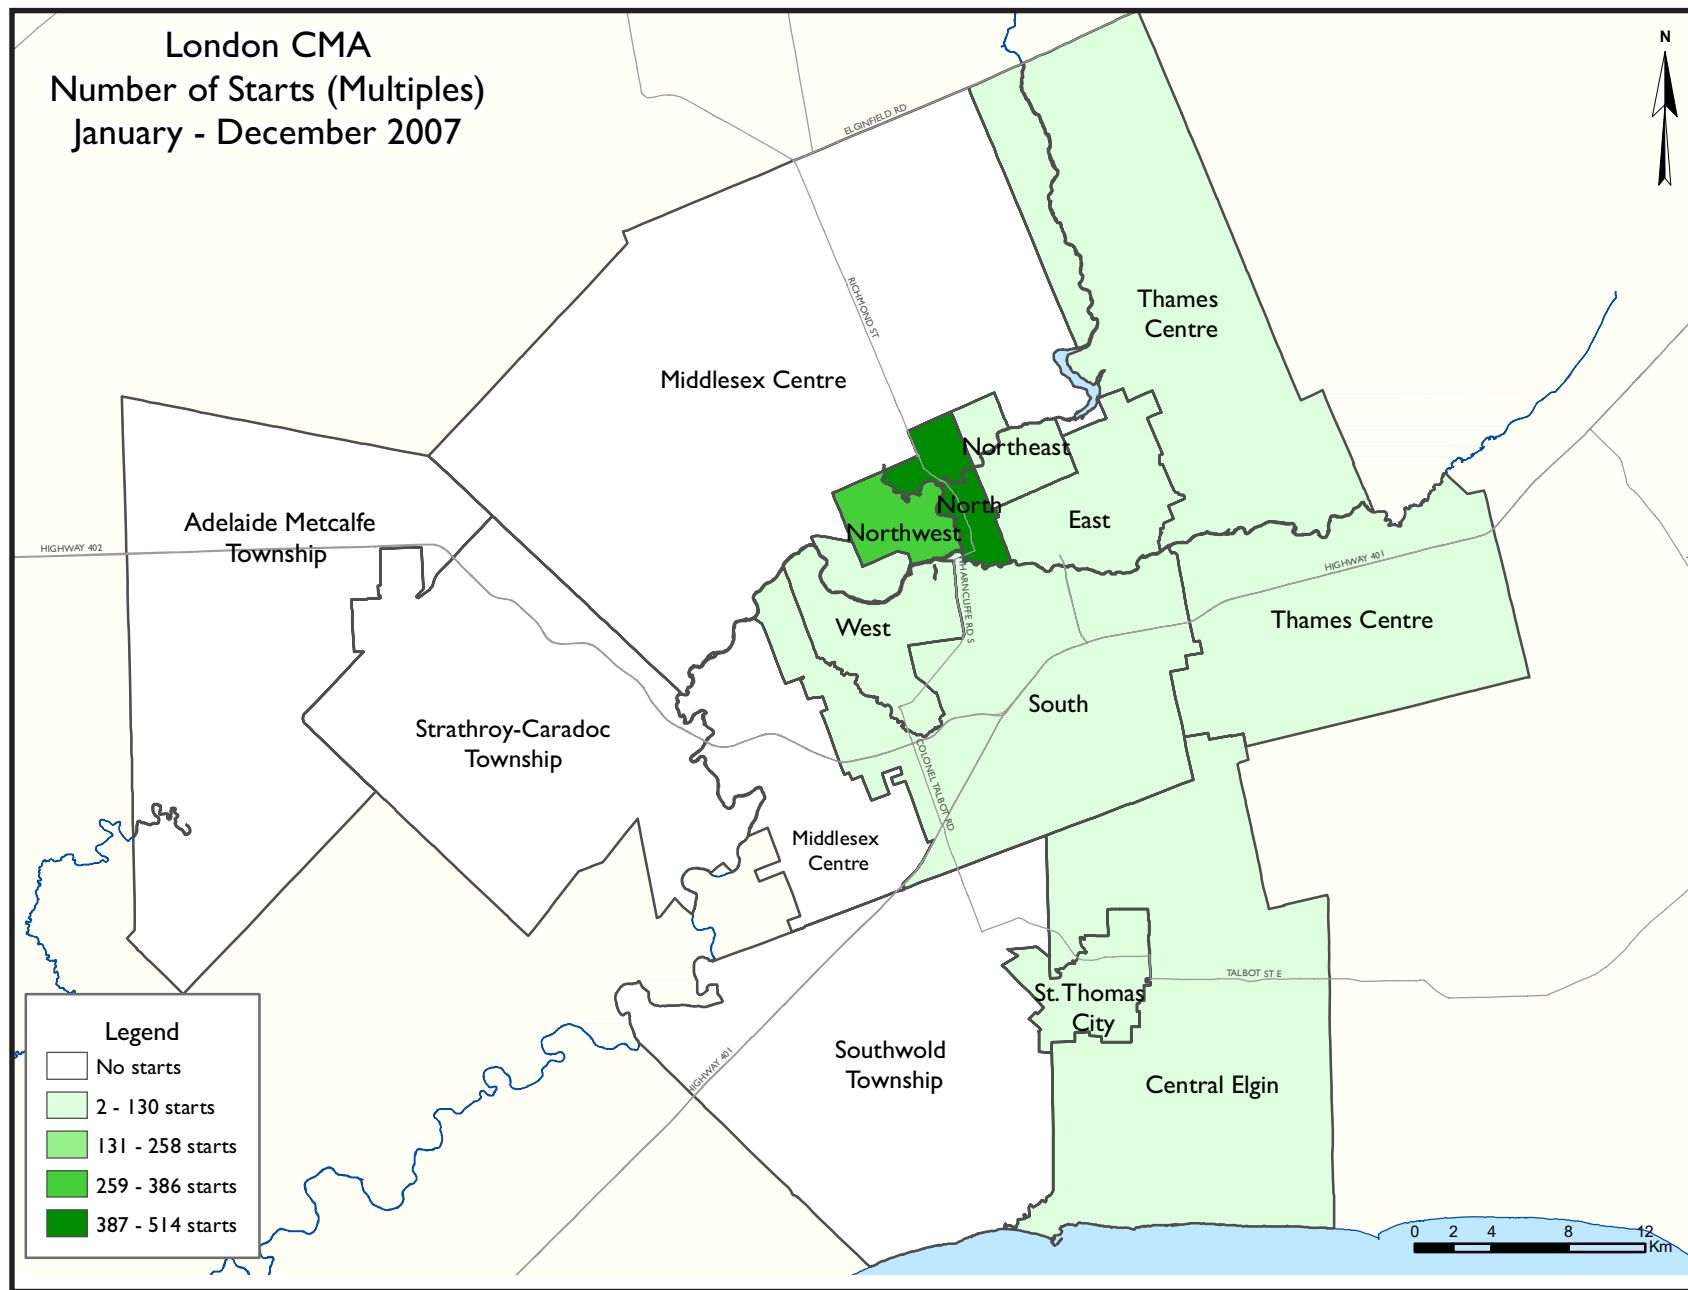 London CMA
Number of Starts (Multiples)
January - December 2007
N
ELGINFIELD RD
RICHMOND ST
Thames
Centre
Middlesex Centre
Northeast
North
East
Northwest
Adelaide Metcalfe
Township
HIGHWAY 402
HIGHWAY 401
WHARNCLIFFE RD S
West
Thames Centre
South
Strathroy-Caradoc
Township
COLONEL TALBOT RD
Middlesex
Centre
TALBOT ST E
St. Thomas
City
Southwold
Township
HIGHWAY 401
Central Elgin
Legend
No starts
2 - 130 starts
131 - 258 starts
259 - 386 starts
387 - 514 starts
0 2 4 8 12
Km